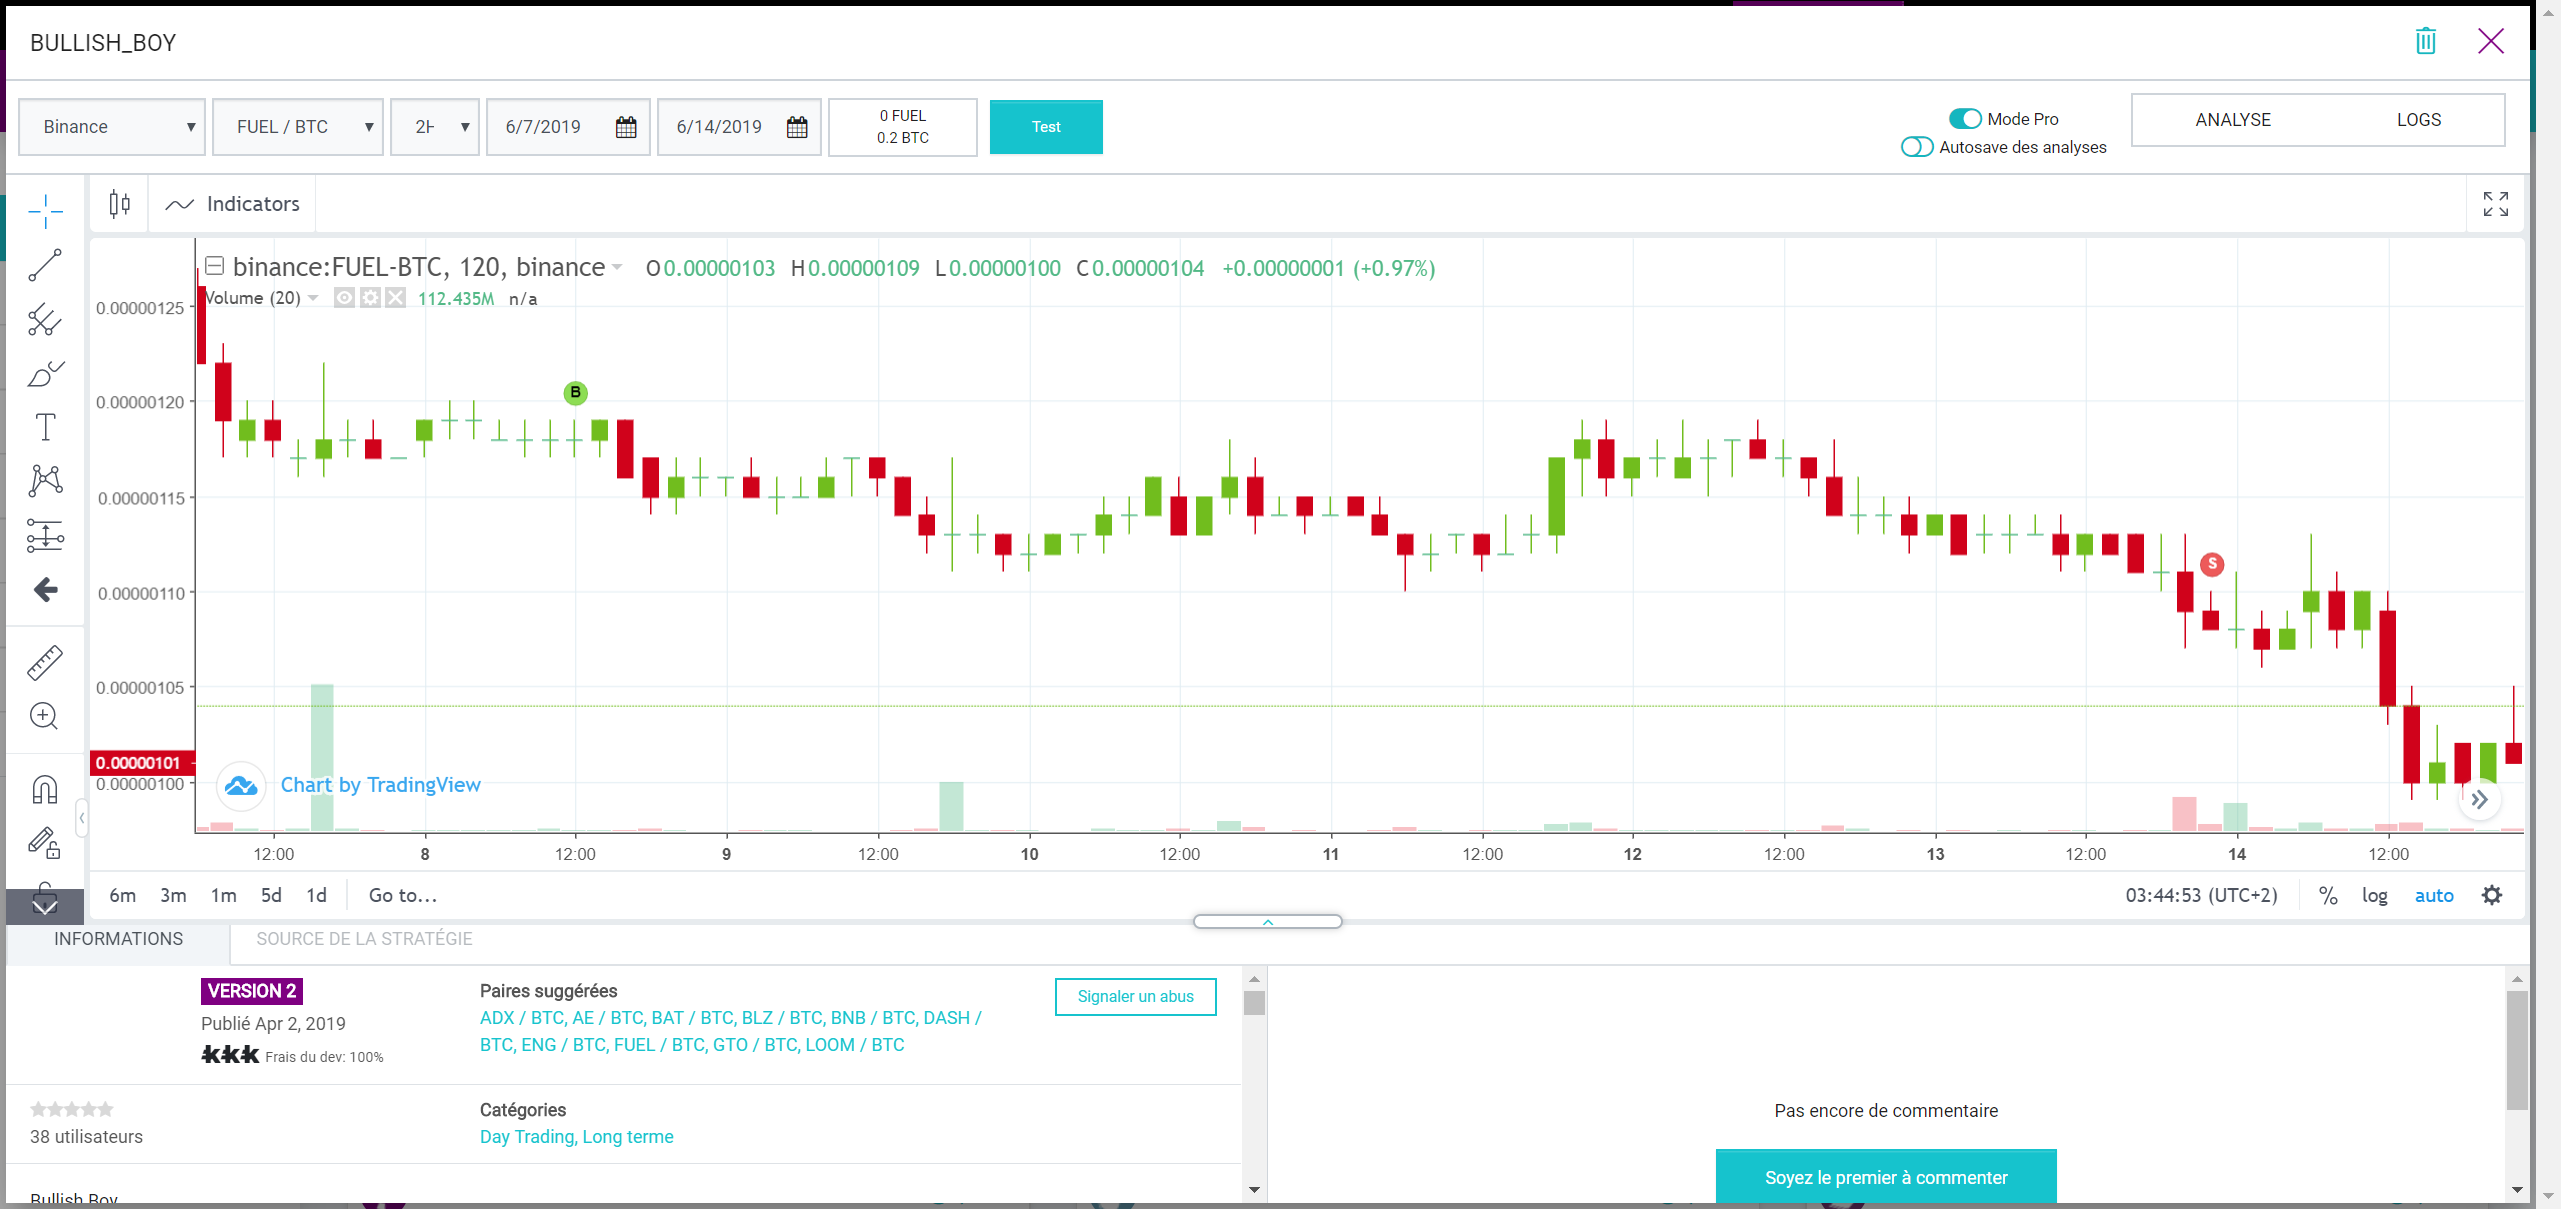 BULLISH_BOY
Binance
FUEL / BTC
6/7/2019
6/14/2019
0 FUEL
0.2 BTC
Test
Mode Pro
Autosave des analyses
ANALYSE
LOGS
Indicators
binance:FUEL-BTC, 120, binance O0.00000103 H0.00000109 L0.00000100 C0.00000104 +0.00000001 (+0.97%)
Volume (20) 112.435M n/a
0.00000125
0.00000120
0.00000115
0.00000110
0.00000105
0.00000101
0.00000100
B
S
Chart by TradingView
12:00 8 12:00 9 12:00 10 12:00 11 12:00 12 12:00 13 12:00 14 12:00
6m 3m 1m 5d 1d Go to...
03:44:53 (UTC+2) % log auto
INFORMATIONS
SOURCE DE LA STRATÉGIE
VERSION 2
Publié Apr 2, 2019
Frais du dev: 100%
Paires suggérées
ADX / BTC, AE / BTC, BAT / BTC, BLZ / BTC, BNB / BTC, DASH /
BTC, ENG / BTC, FUEL / BTC, GTO / BTC, LOOM / BTC
Signaler un abus
38 utilisateurs
Catégories
Day Trading, Long terme
Bullish Boy
Pas encore de commentaire
Soyez le premier à commenter